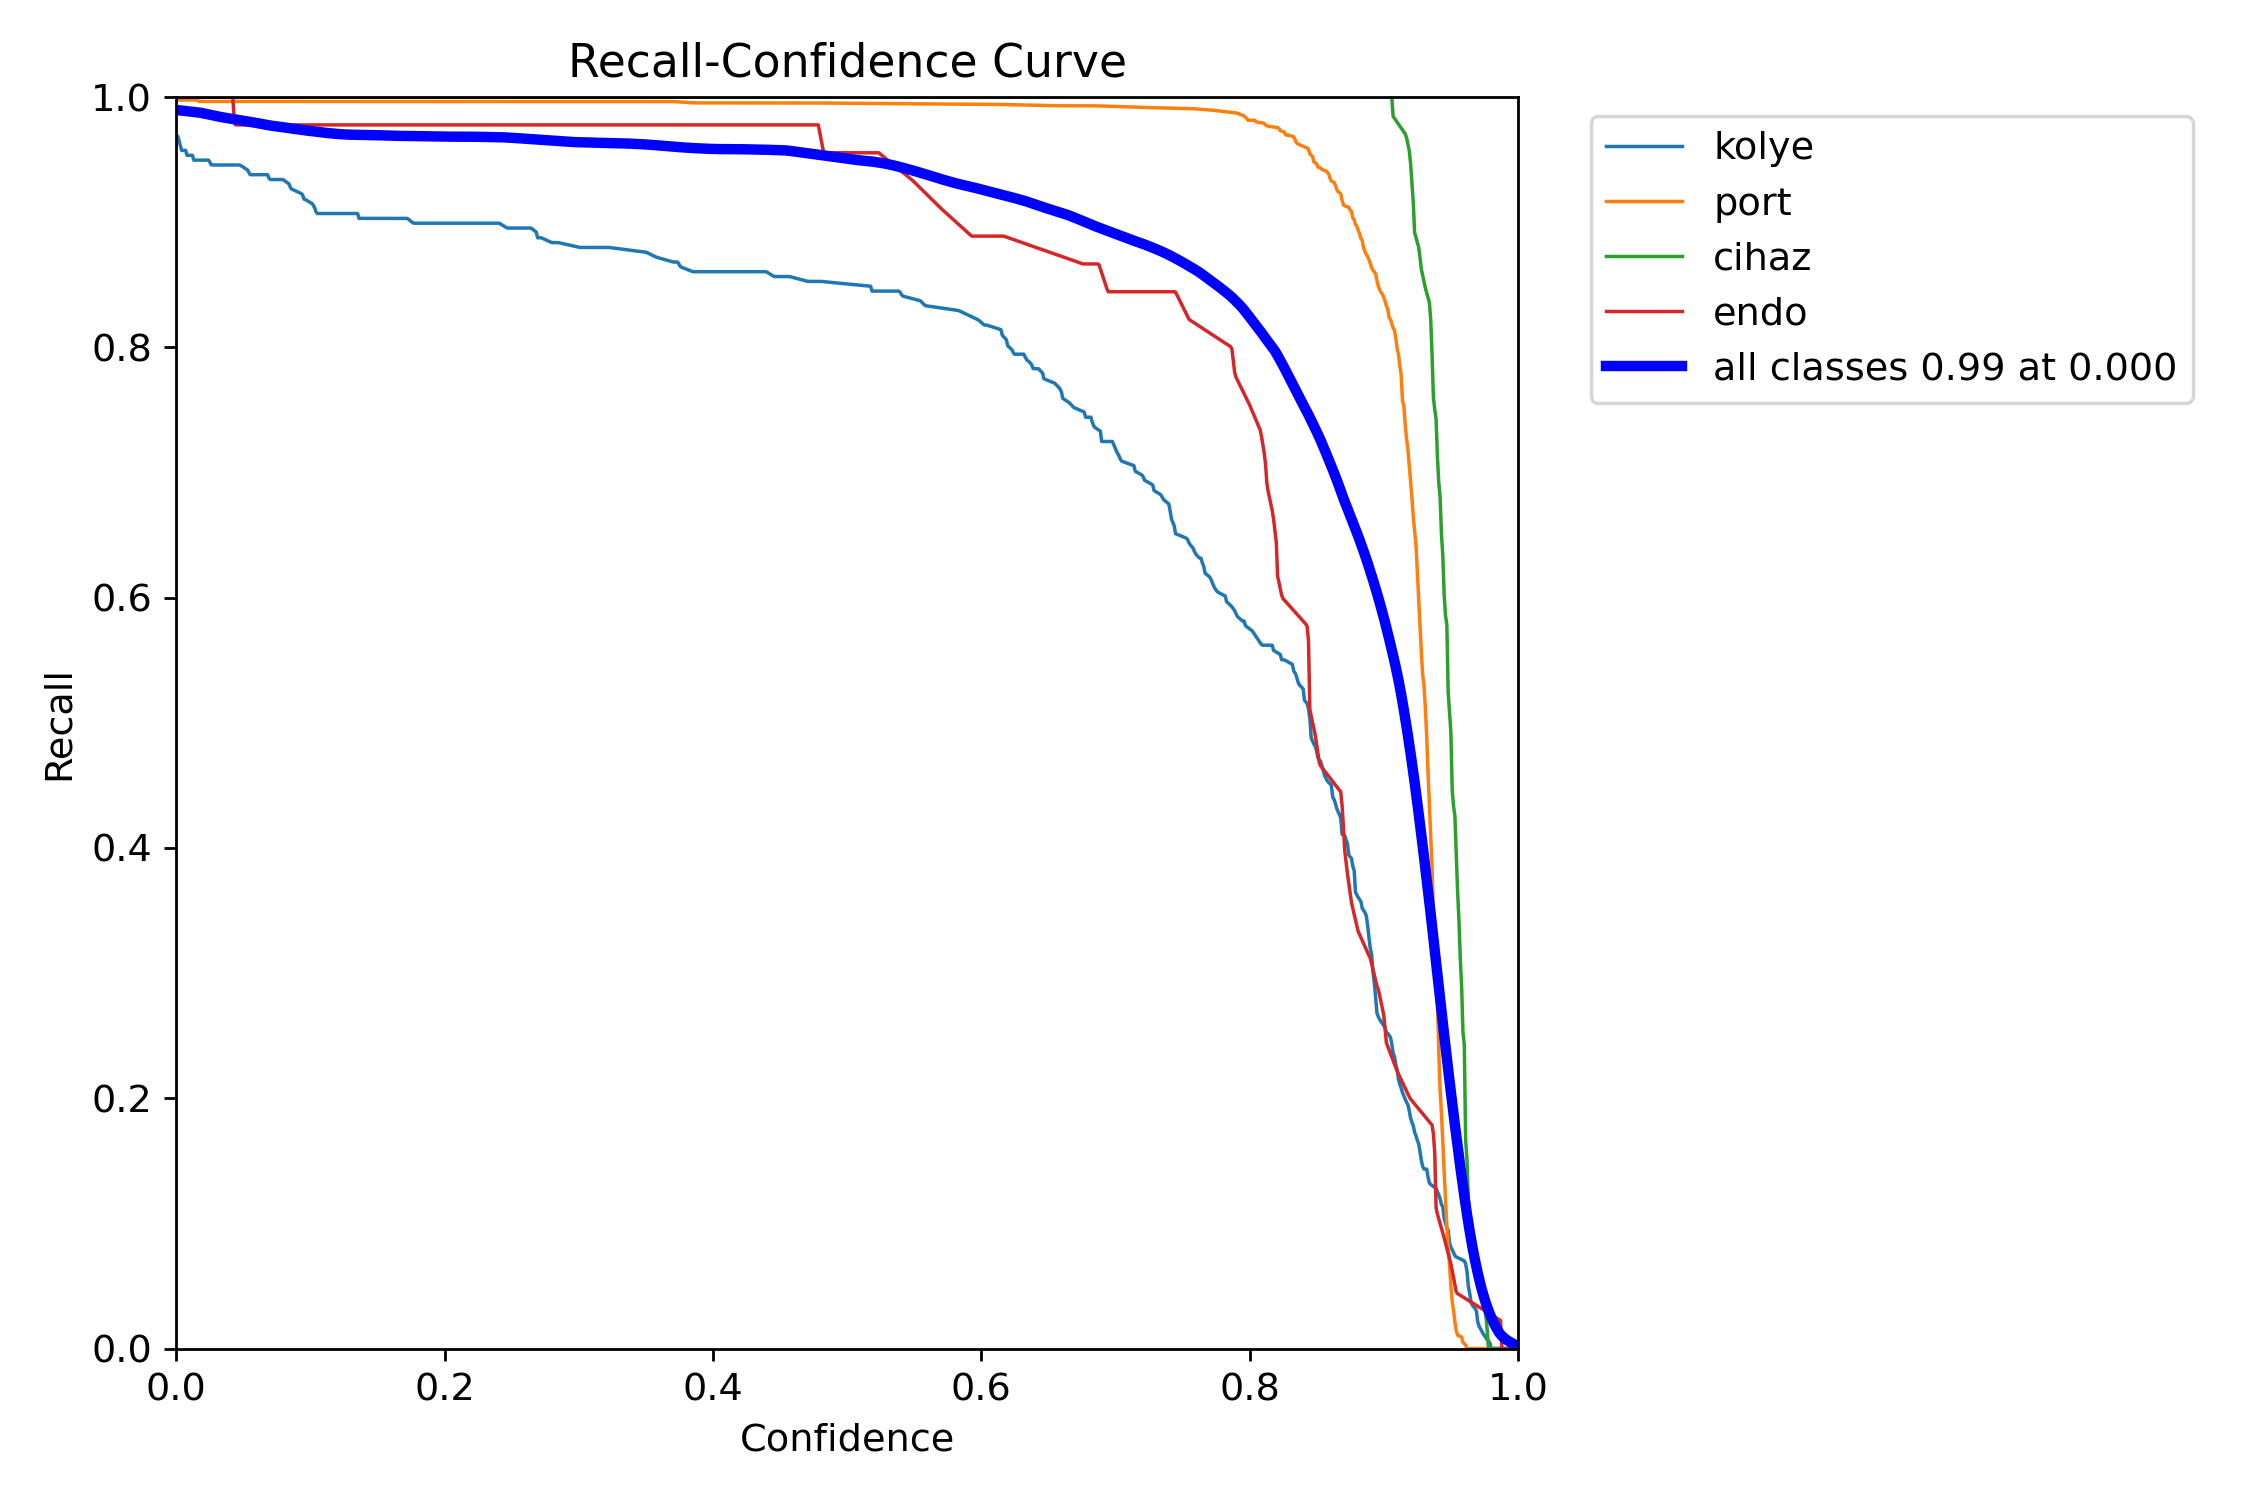 Recall-Confidence Curve
1.0
0.8
0.6
0.4
0.2
0.0
Recall
0.0 0.2 0.4 0.6 0.8 1.0
Confidence
kolye
port
cihaz
endo
all classes 0.99 at 0.000